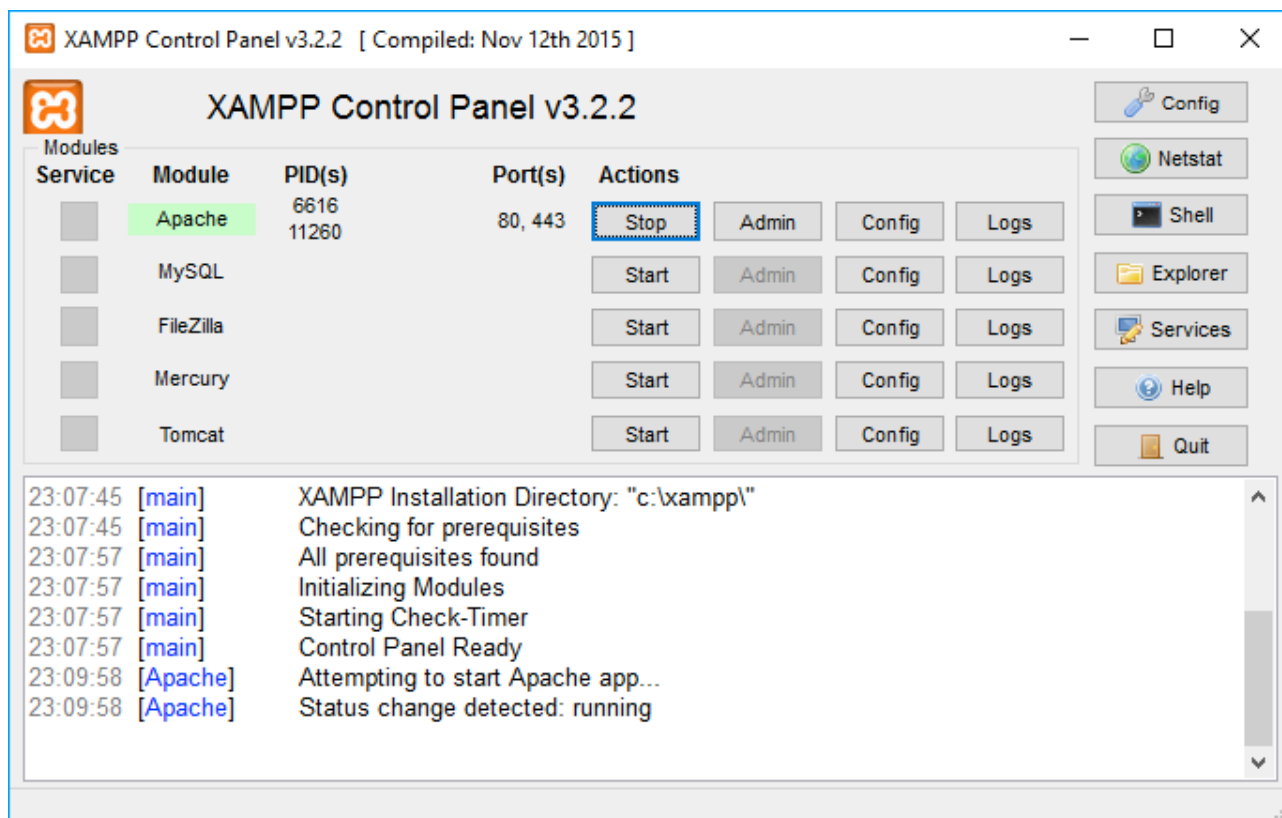 XAMPP Control Panel v3.2.2 [ Compiled: Nov 12th 2015 ]
XAMPP Control Panel v3.2.2
Config
Modules
Netstat
Service Module PID(s) Port(s) Actions
Apache 6616 11260 80, 443 Stop Admin Config Logs
Shell
MySQL Start Admin Config Logs
Explorer
FileZilla Start Admin Config Logs
Services
Mercury Start Admin Config Logs
Help
Tomcat Start Admin Config Logs
Quit
23:07:45 [main] XAMPP Installation Directory: "c:\xampp\"
23:07:45 [main] Checking for prerequisites
23:07:57 [main] All prerequisites found
23:07:57 [main] Initializing Modules
23:07:57 [main] Starting Check-Timer
23:07:57 [main] Control Panel Ready
23:09:58 [Apache] Attempting to start Apache app...
23:09:58 [Apache] Status change detected: running